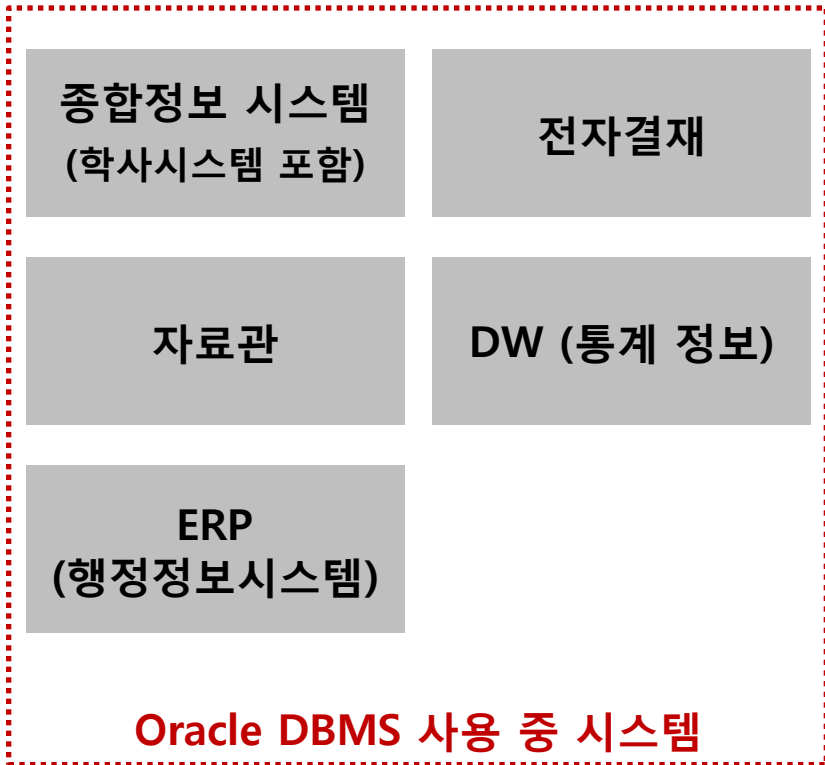 종합정보 시스템
(학사시스템 포함)
전자결재
자료관
DW (통계 정보)
ERP
(행정정보시스템)
Oracle DBMS 사용 중 시스템